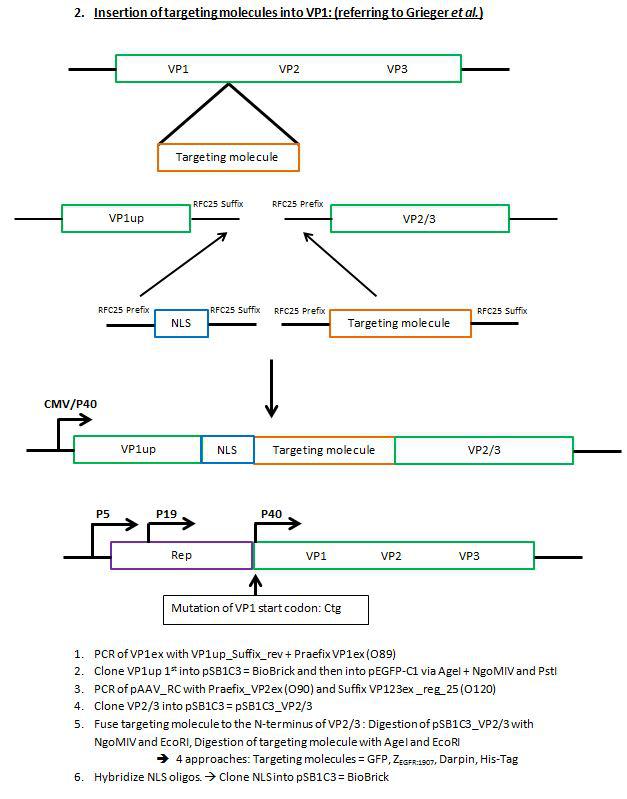 2. Insertion of targeting molecules into VP1: (referring to Grieger et al.)
VP1 VP2 VP3
Targeting molecule
RFC25 Suffix RFC25 Prefix
VP1up VP2/3
RFC25 Prefix RFC25 Suffix RFC25 Prefix RFC25 Suffix
NLS Targeting molecule
CMV/P40
VP1up NLS Targeting molecule VP2/3
P5 P19 P40
Rep VP1 VP2 VP3
Mutation of VP1 start codon: Ctg
1. PCR of VP1ex with VP1up_Suffix_rev + Praefix VP1ex (O89)
2. Clone VP1up 1st into pSB1C3 = BioBrick and then into pEGFP-C1 via AgeI + NgoMIV and PstI
3. PCR of pAAV_RC with Praefix_VP2ex (O90) and Suffix VP123ex _reg_25 (O120)
4. Clone VP2/3 into pSB1C3 = pSB1C3_VP2/3
5. Fuse targeting molecule to the N-terminus of VP2/3 : Digestion of pSB1C3_VP2/3 with
NgoMIV and EcoRI, Digestion of targeting molecule with AgeI and EcoRI
➔ 4 approaches: Targeting molecules = GFP, ZEGFR:1907, Darpin, His-Tag
6. Hybridize NLS oligos. → Clone NLS into pSB1C3 = BioBrick